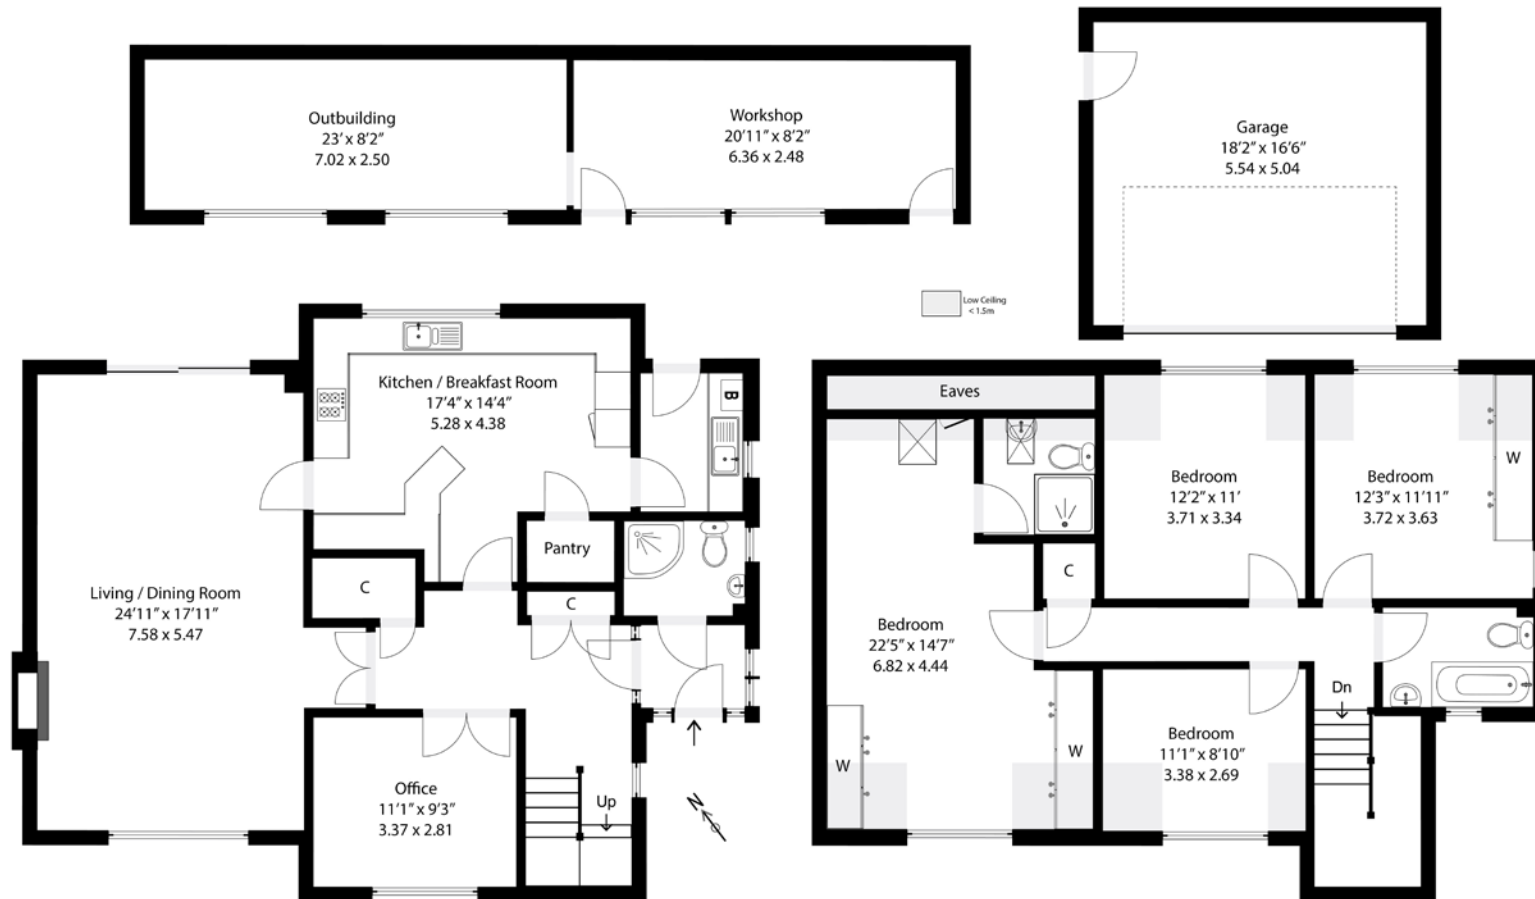 Outbuilding
23' x 8'2"
7.02 x 2.50
Workshop
20'11" x 8'2"
6.36 x 2.48
Garage
18'2" x 16'6"
5.54 x 5.04
Low Ceiling
< 1.5m
Kitchen / Breakfast Room
17'4" x 14'4"
5.28 x 4.38
B
Pantry
C
C
Living / Dining Room
24'11" x 17'11"
7.58 x 5.47
Office
11'1" x 9'3"
3.37 x 2.81
Up
N
Eaves
Bedroom
12'2" x 11'
3.71 x 3.34
Bedroom
12'3" x 11'11"
3.72 x 3.63
W
C
Bedroom
22'5" x 14'7"
6.82 x 4.44
W
W
Bedroom
11'1" x 8'10"
3.38 x 2.69
Dn